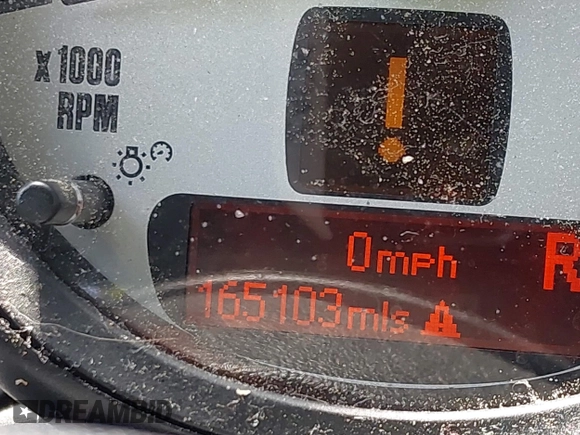 x1000
RPM
!
0mph
R
165103mls
DREAMBID